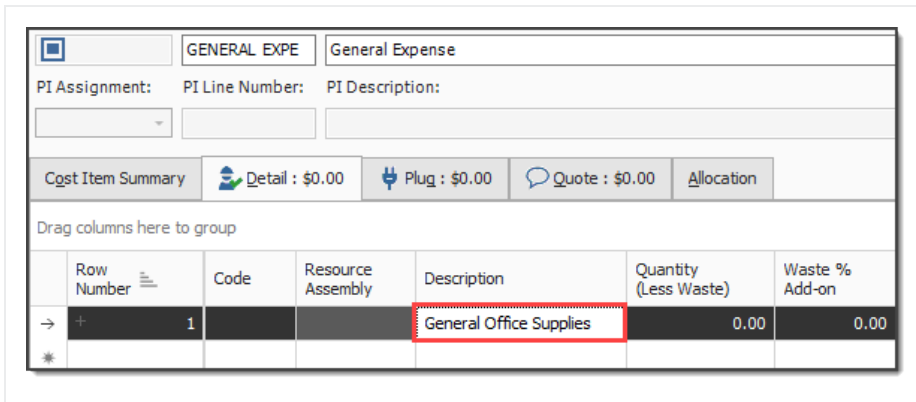 GENERAL EXPE General Expense
PI Assignment: PI Line Number: PI Description:
Cost Item Summary Detail : $0.00 Plug : $0.00 Quote : $0.00 Allocation
Drag columns here to group
Row Number Code Resource Assembly Description Quantity (Less Waste) Waste % Add-on
1 General Office Supplies 0.00 0.00